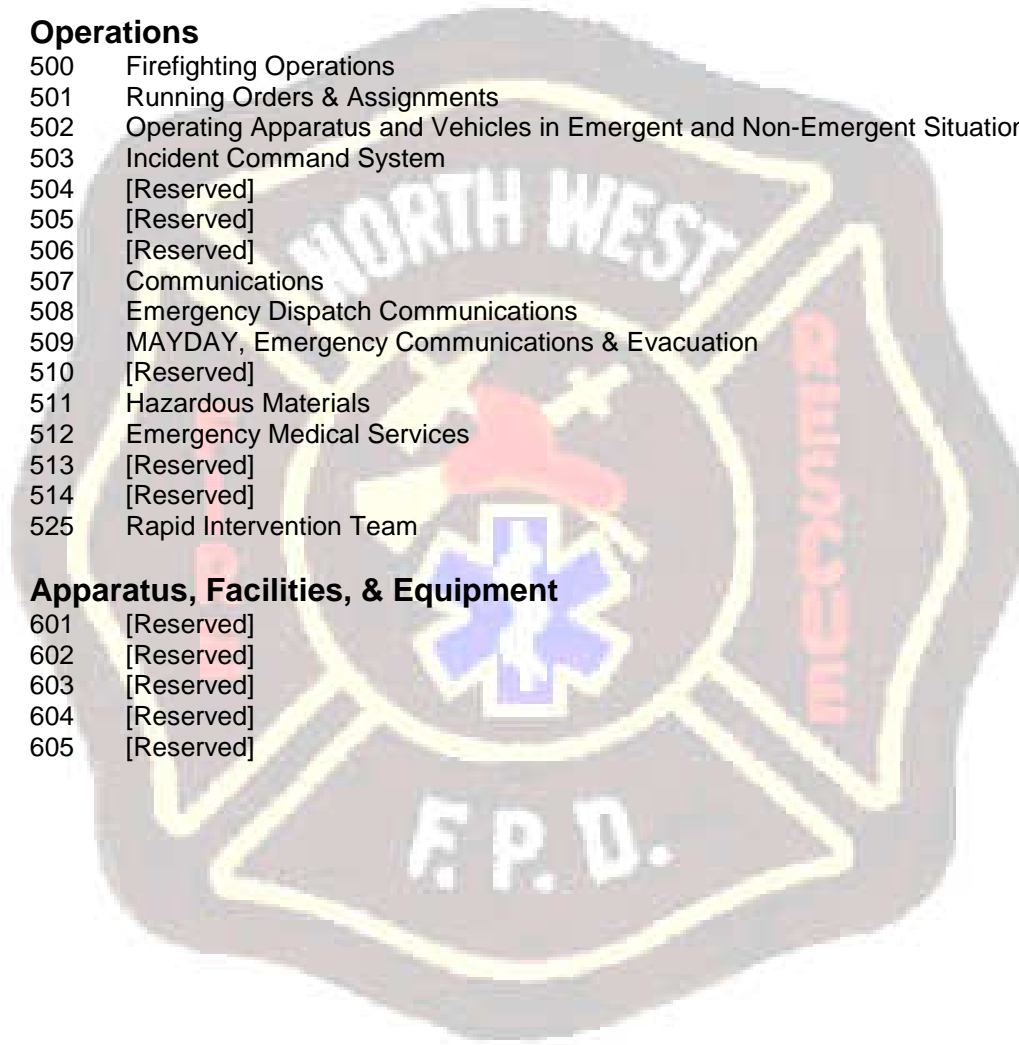 Operations
500 Firefighting Operations
501 Running Orders & Assignments
502 Operating Apparatus and Vehicles in Emergent and Non-Emergent Situation
503 Incident Command System
504 [Reserved]
505 [Reserved]
506 [Reserved]
507 Communications
508 Emergency Dispatch Communications
509 MAYDAY, Emergency Communications & Evacuation
510 [Reserved]
511 Hazardous Materials
512 Emergency Medical Services
513 [Reserved]
514 [Reserved]
525 Rapid Intervention Team
Apparatus, Facilities, & Equipment
601 [Reserved]
602 [Reserved]
603 [Reserved]
604 [Reserved]
605 [Reserved]
NORTH WEST
RESCUE
F.P.D.